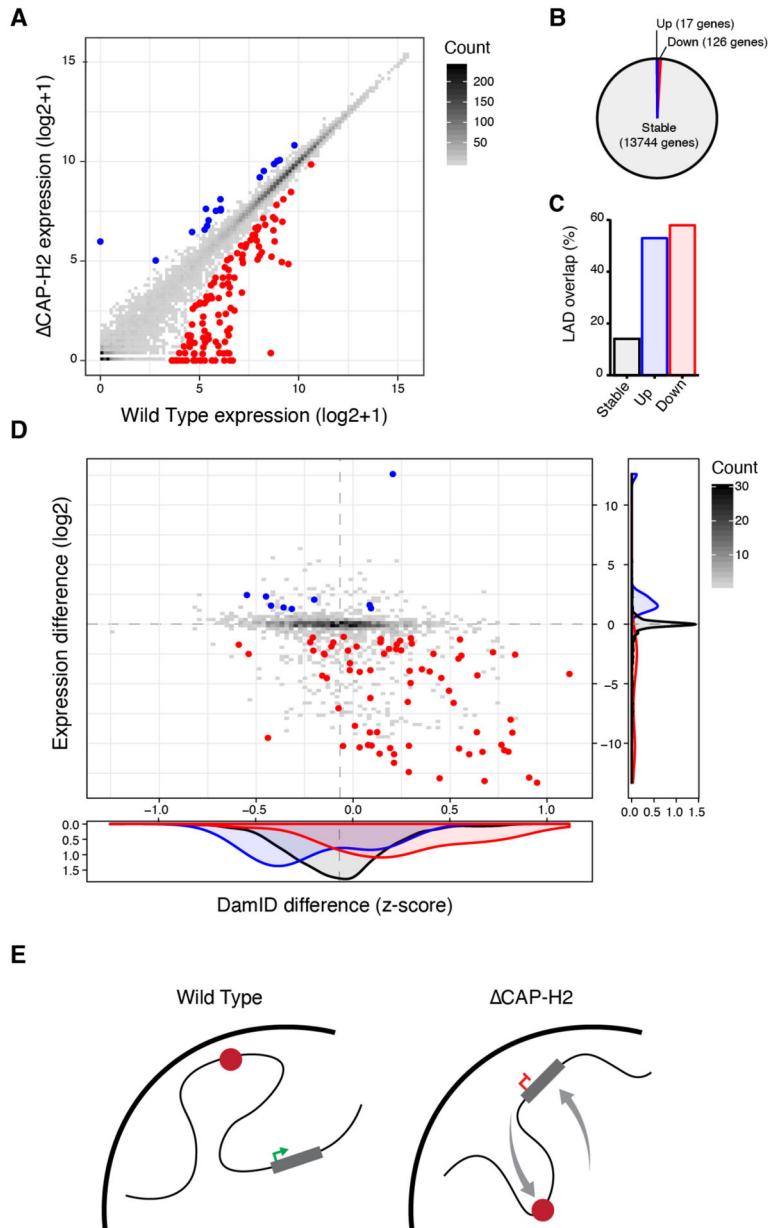 A
ΔCAP-H2 expression (log2+1)
15
10
5
0
0
5
10
15
Wild Type expression (log2+1)
Count
200
150
100
50
B
Up (17 genes)
Down (126 genes)
Stable
(13744 genes)
C
LAD overlap (%)
60
40
20
0
Stable
Up
Down
D
Expression difference (log2)
10
5
0
−5
−10
−1.0
−0.5
0.0
0.5
1.0
0.0
0.5
1.0
1.5
DamID difference (z-score)
0.0 0.5 1.0 1.5
Count
30
20
10
E
Wild Type
ΔCAP-H2